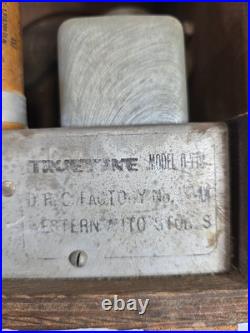 TRUETONE MODEL
D.R.C. FACTORY No.
WESTERN AUTO STORES